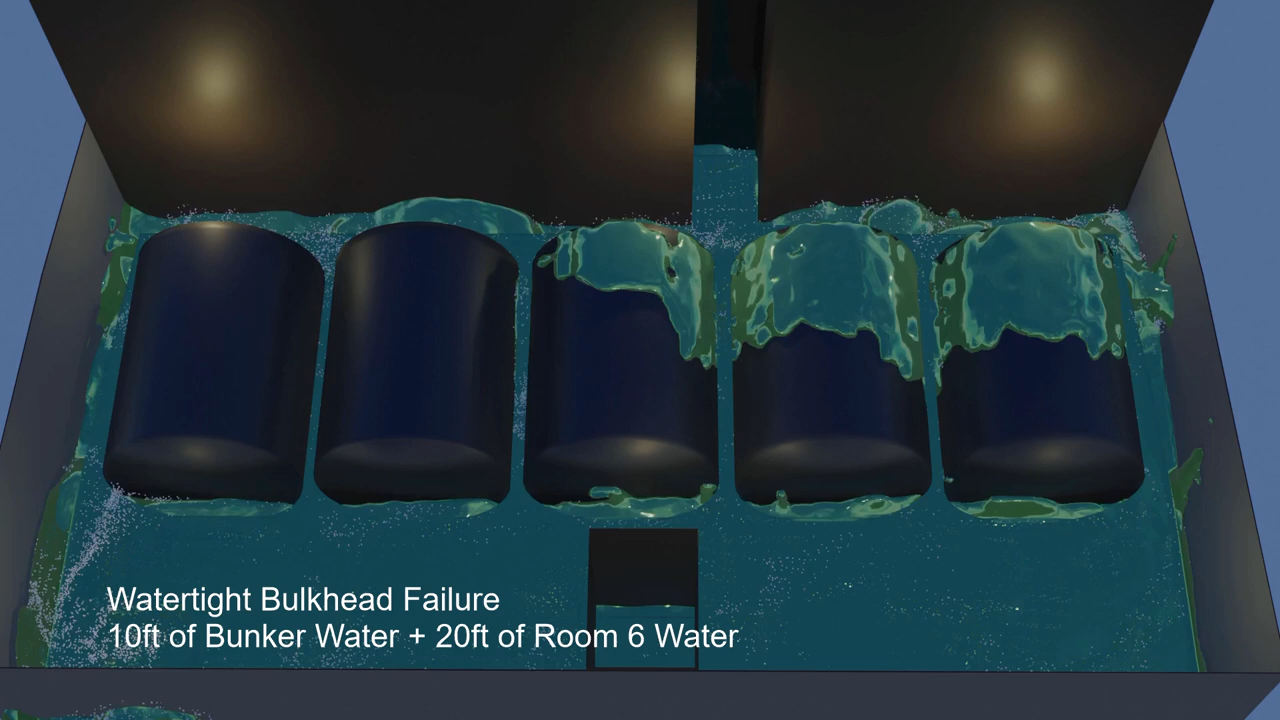 Watertight Bulkhead Failure
10ft of Bunker Water + 20ft of Room 6 Water